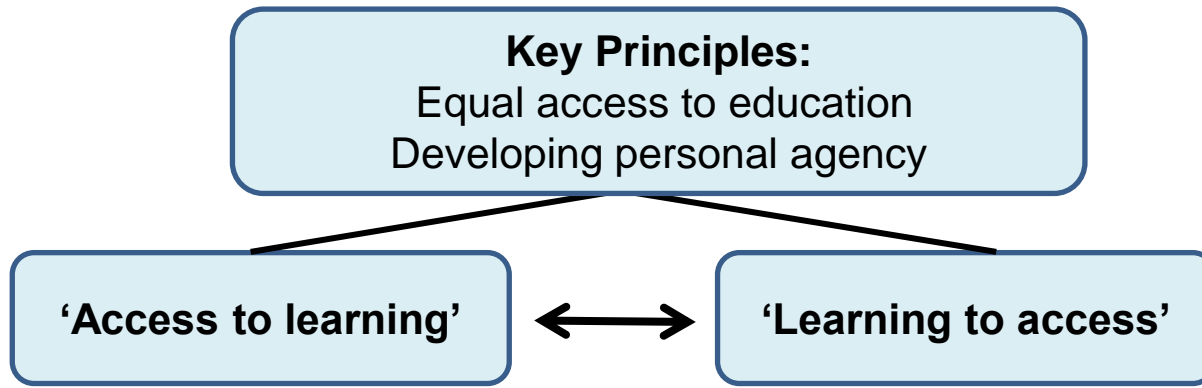 Key Principles:
Equal access to education
Developing personal agency
‘Access to learning’
‘Learning to access’